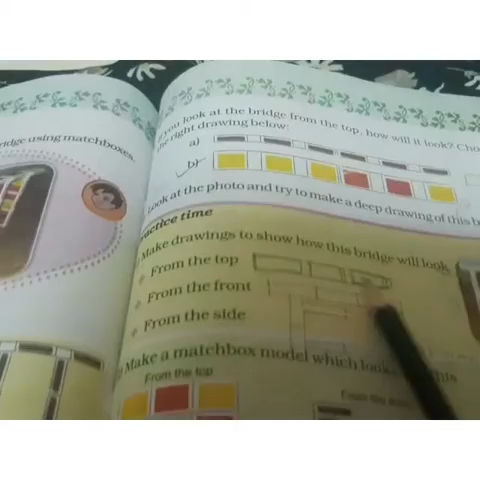 ridge using matchboxes.
you look at the bridge from the top, how will it look?
the right drawing below:
a)
b)
Look at the photo and try to make a deep drawing of this b
actice time
Make drawings to show how this bridge will look
From the top
From the front
From the side
Make a matchbox model which look
From the top
From the